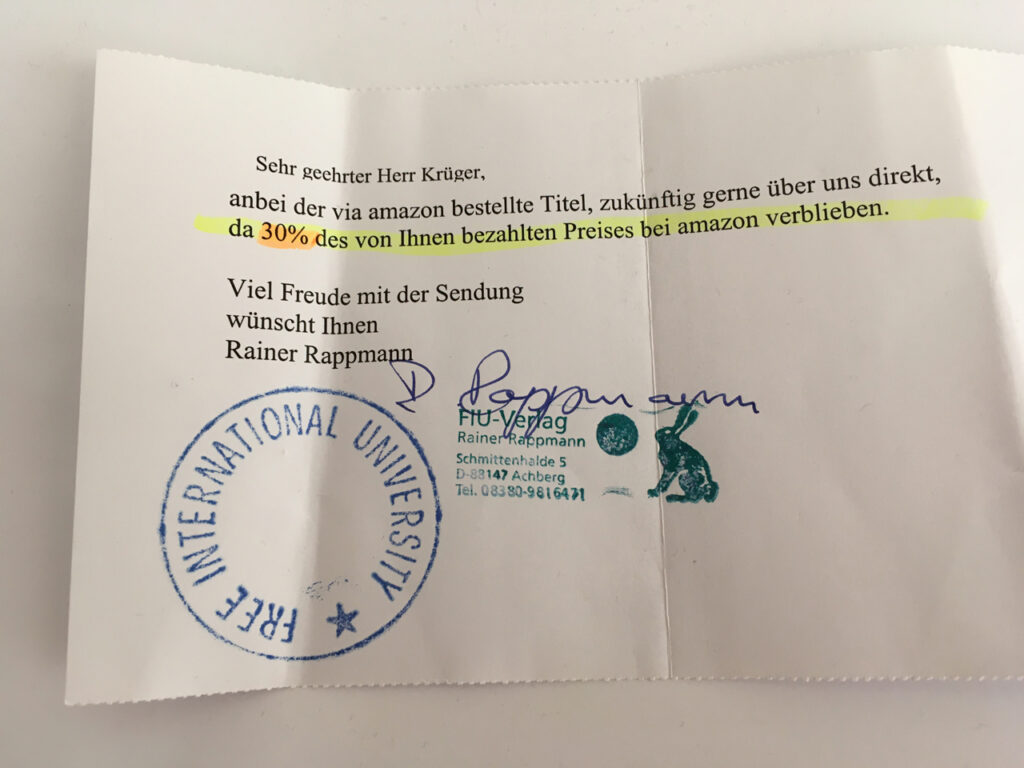 Sehr geehrter Herr Krüger,
anbei der via amazon bestellte Titel, zukünftig gerne über uns direkt,
da 30% des von Ihnen bezahlten Preises bei amazon verblieben.
Viel Freude mit der Sendung
wünscht Ihnen
Rainer Rappmann
R Rappmann
FIU-Verlag
Rainer Rappmann
Schmittenhalde 5
D-88147 Achberg
Tel. 08380-9816471
FREE INTERNATIONAL UNIVERSITY